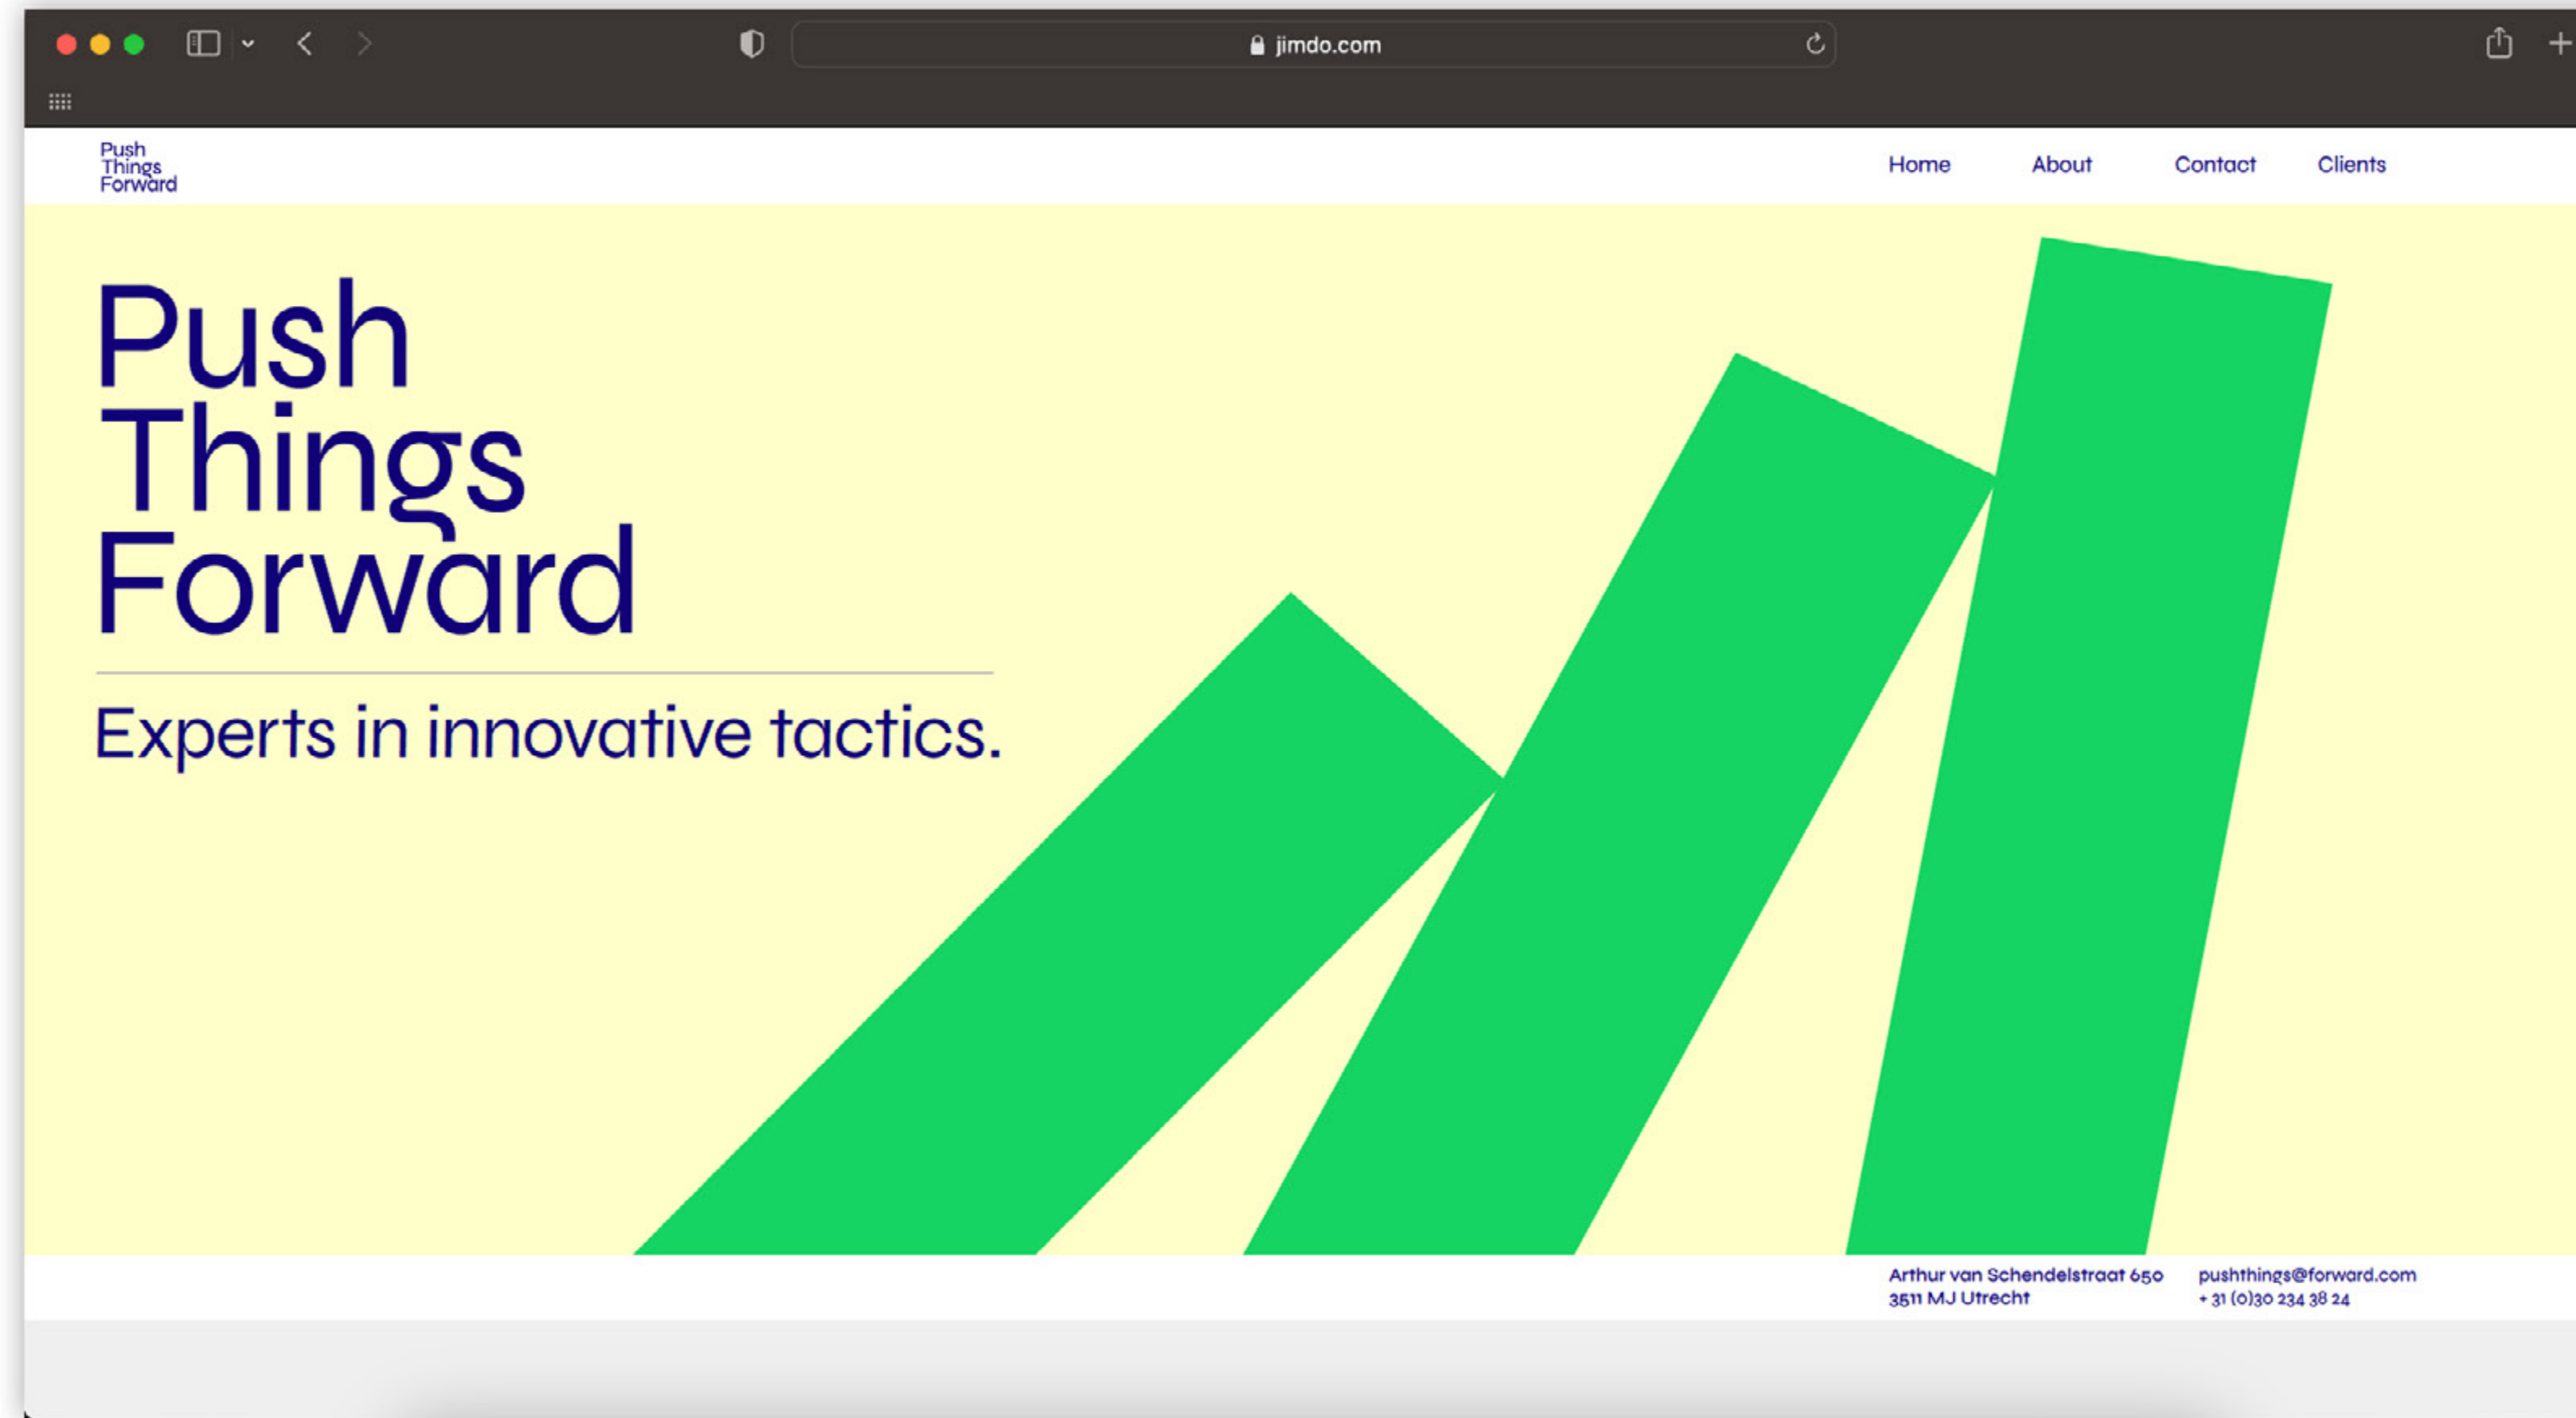 jimdo.com
Push
Things
Forward
Home About Contact Clients
Push
Things
Forward
Experts in innovative tactics.
Arthur van Schendelstraat 650
3511 MJ Utrecht
pushthings@forward.com
+ 31 (0)30 234 38 24